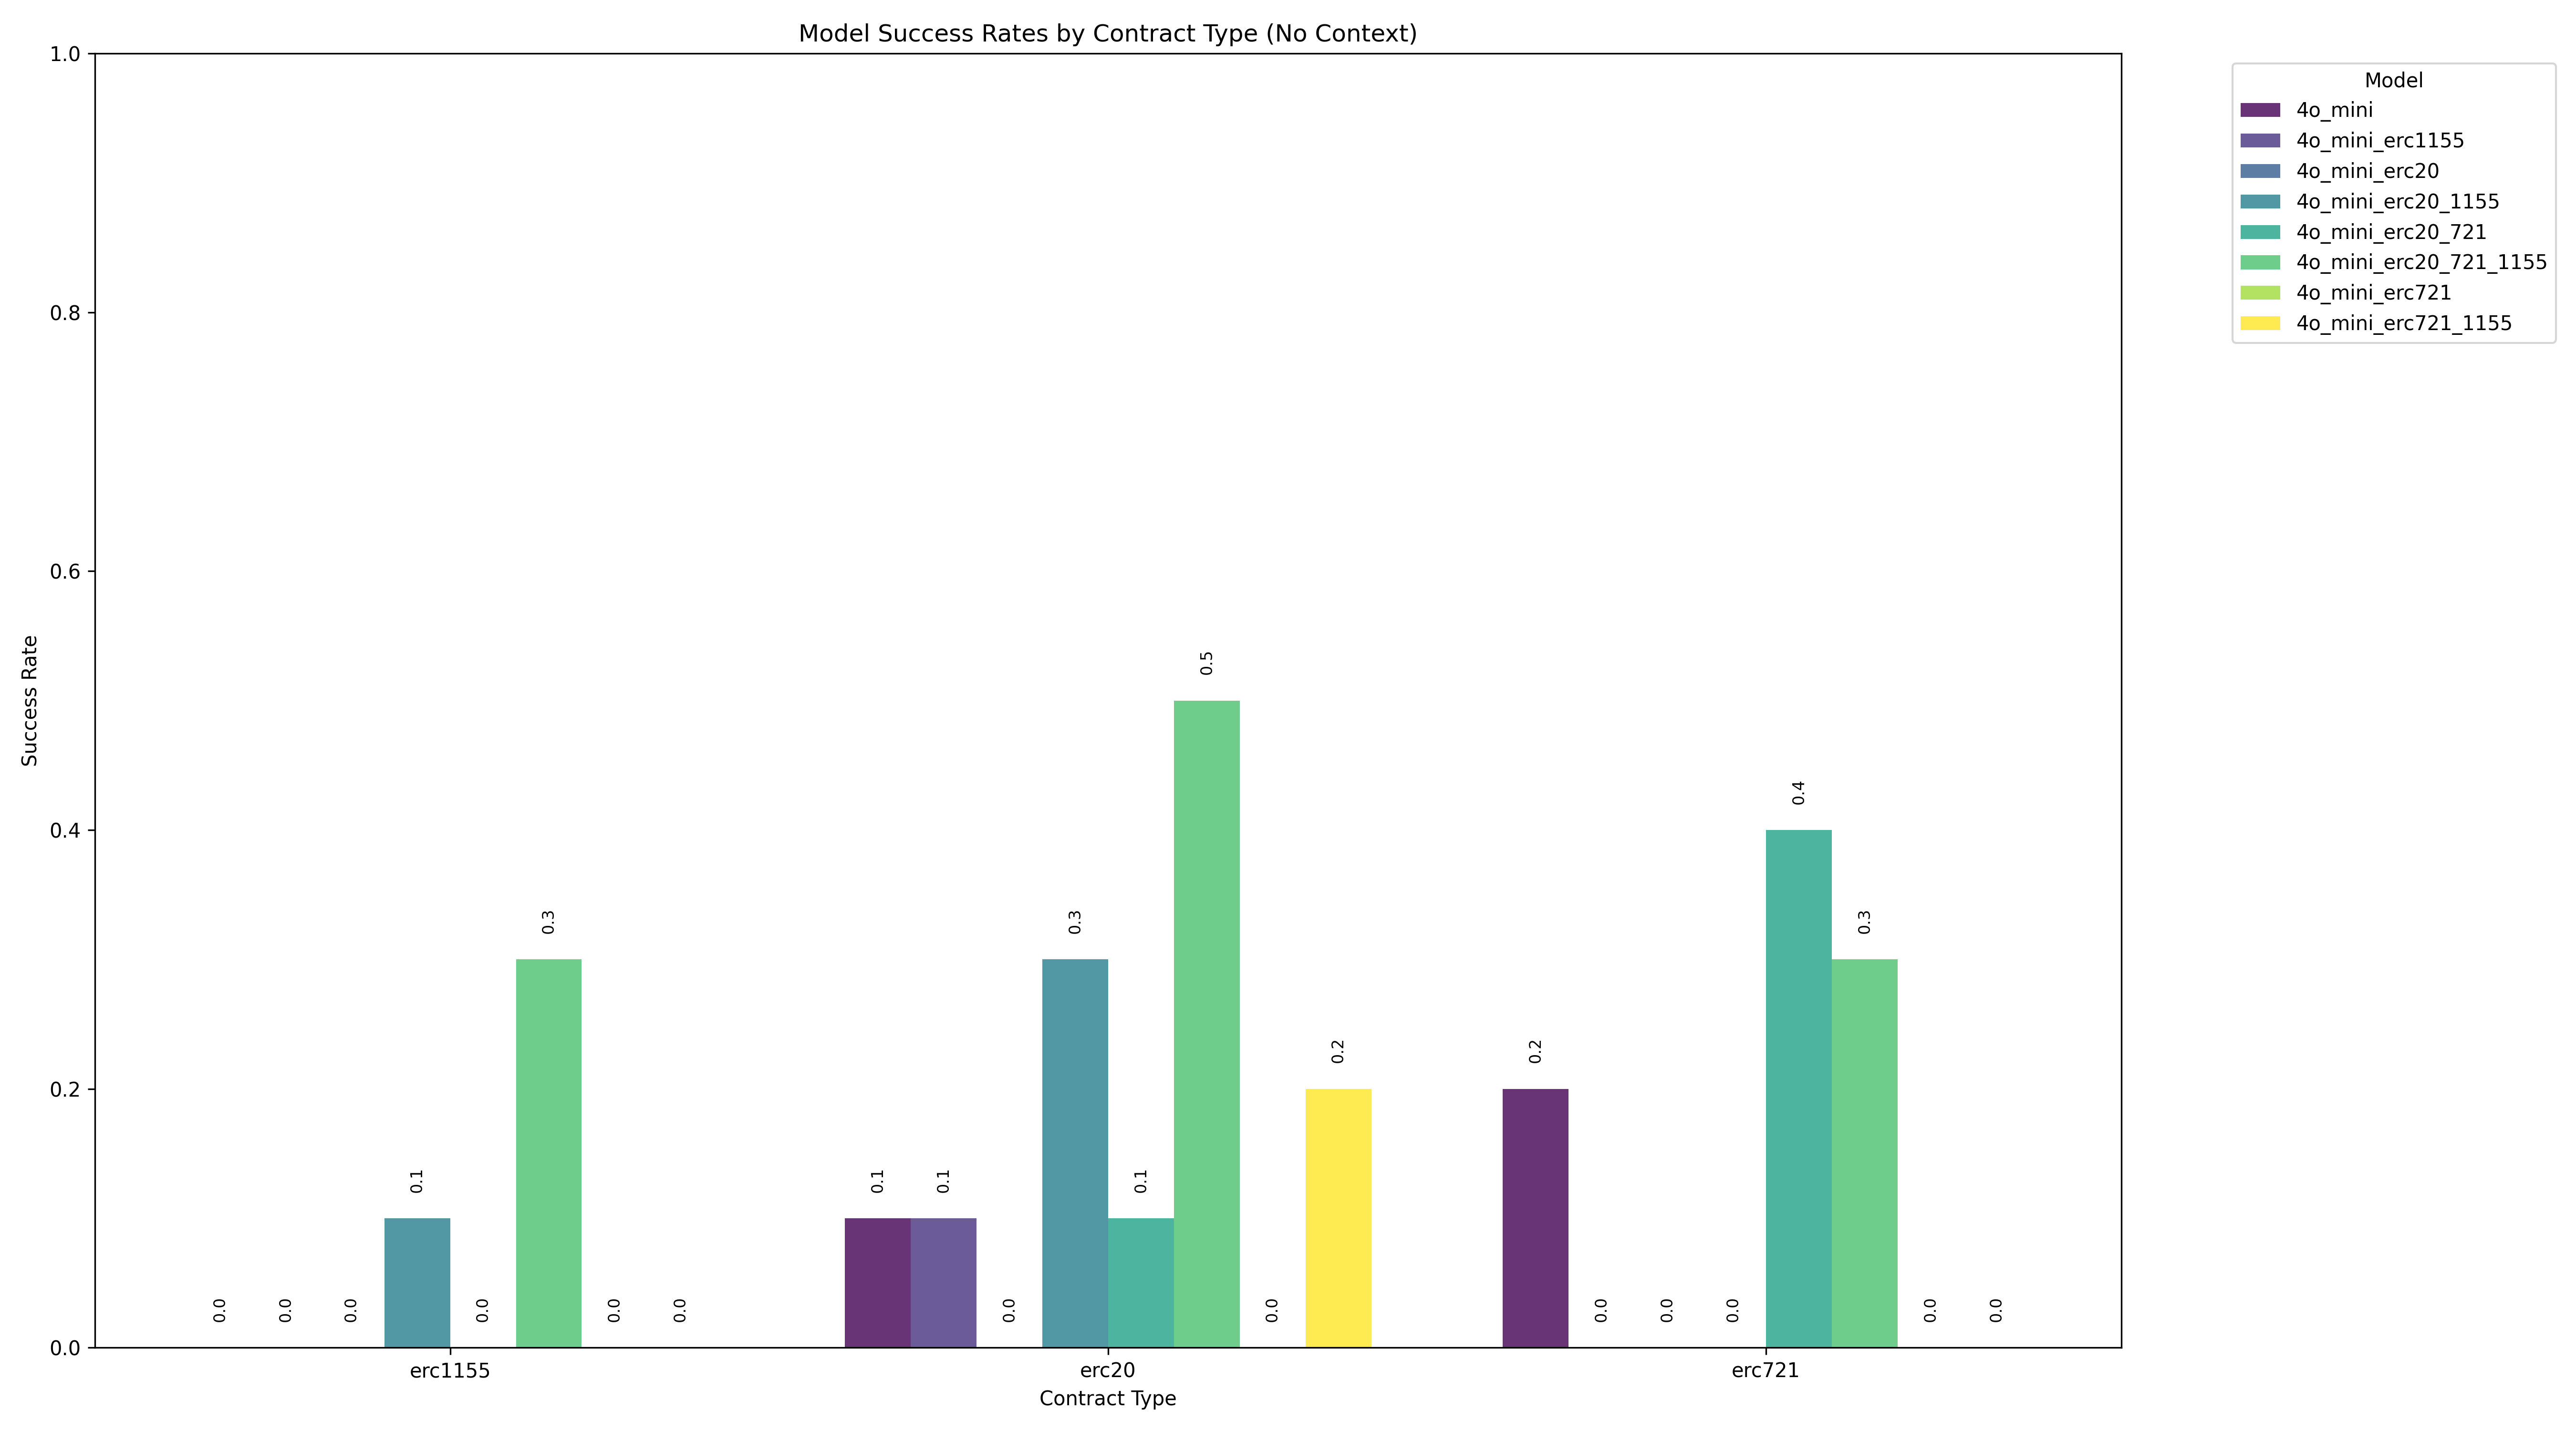 Model Success Rates by Contract Type (No Context)
1.0
0.8
0.6
0.4
0.2
0.0
Success Rate
0.0
0.0
0.0
0.1
0.0
0.3
0.0
0.0
0.1
0.1
0.0
0.3
0.1
0.5
0.0
0.2
0.2
0.0
0.0
0.0
0.4
0.3
0.0
0.0
erc1155
erc20
erc721
Contract Type
Model
4o_mini
4o_mini_erc1155
4o_mini_erc20
4o_mini_erc20_1155
4o_mini_erc20_721
4o_mini_erc20_721_1155
4o_mini_erc721
4o_mini_erc721_1155